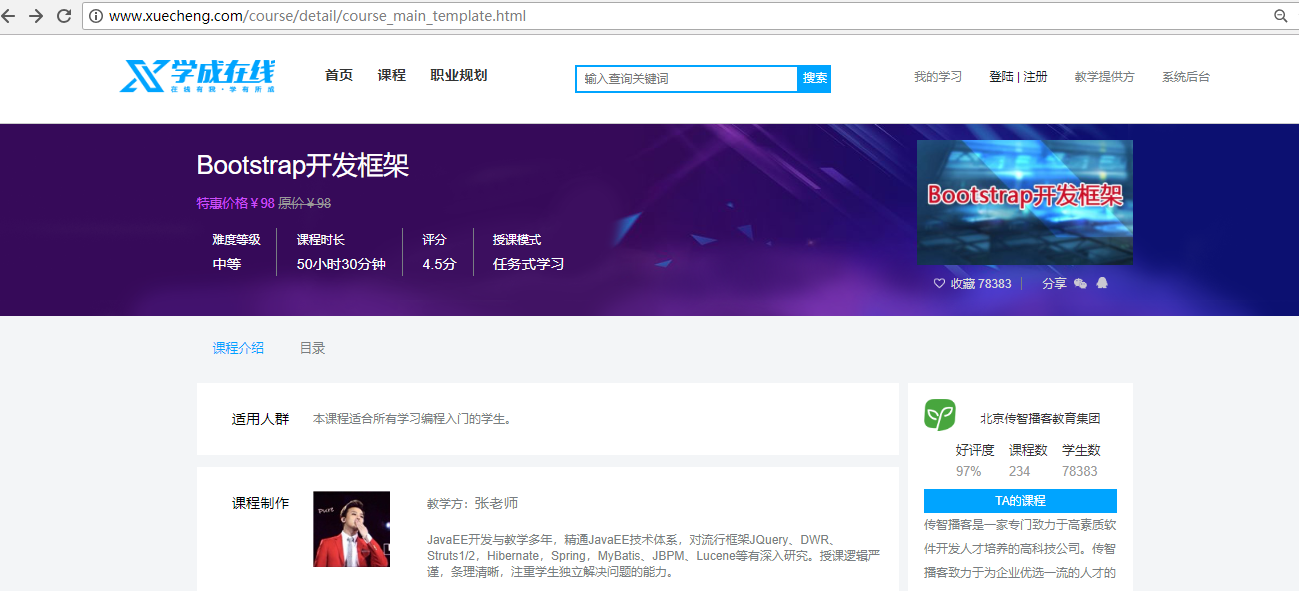 www.xuecheng.com/course/detail/course_main_template.html
学成在线
在线有段·学有所成
首页 课程 职业规划
输入查询关键词 搜索
我的学习 登陆 | 注册 教学提供方 系统后台
Bootstrap开发框架
特惠价格￥98 原价￥98
难度等级 课程时长 评分 授课模式
中等 50小时30分钟 4.5分 任务式学习
Bootstrap开发框架
收藏 78383 分享
课程介绍 目录
适用人群 本课程适合所有学习编程入门的学生。
课程制作
Pure
教学方：张老师
JavaEE开发与教学多年，精通JavaEE技术体系，对流行框架JQuery、DWR、
Struts1/2，Hibernate，Spring，MyBatis、JBPM、Lucene等有深入研究。授课逻辑严
谨，条理清晰，注重学生独立解决问题的能力。
北京传智播客教育集团
好评度 课程数 学生数
97% 234 78383
TA的课程
传智播客是一家专门致力于高素质软
件开发人才培养的高科技公司。传智
播客致力于为企业优选一流的人才的